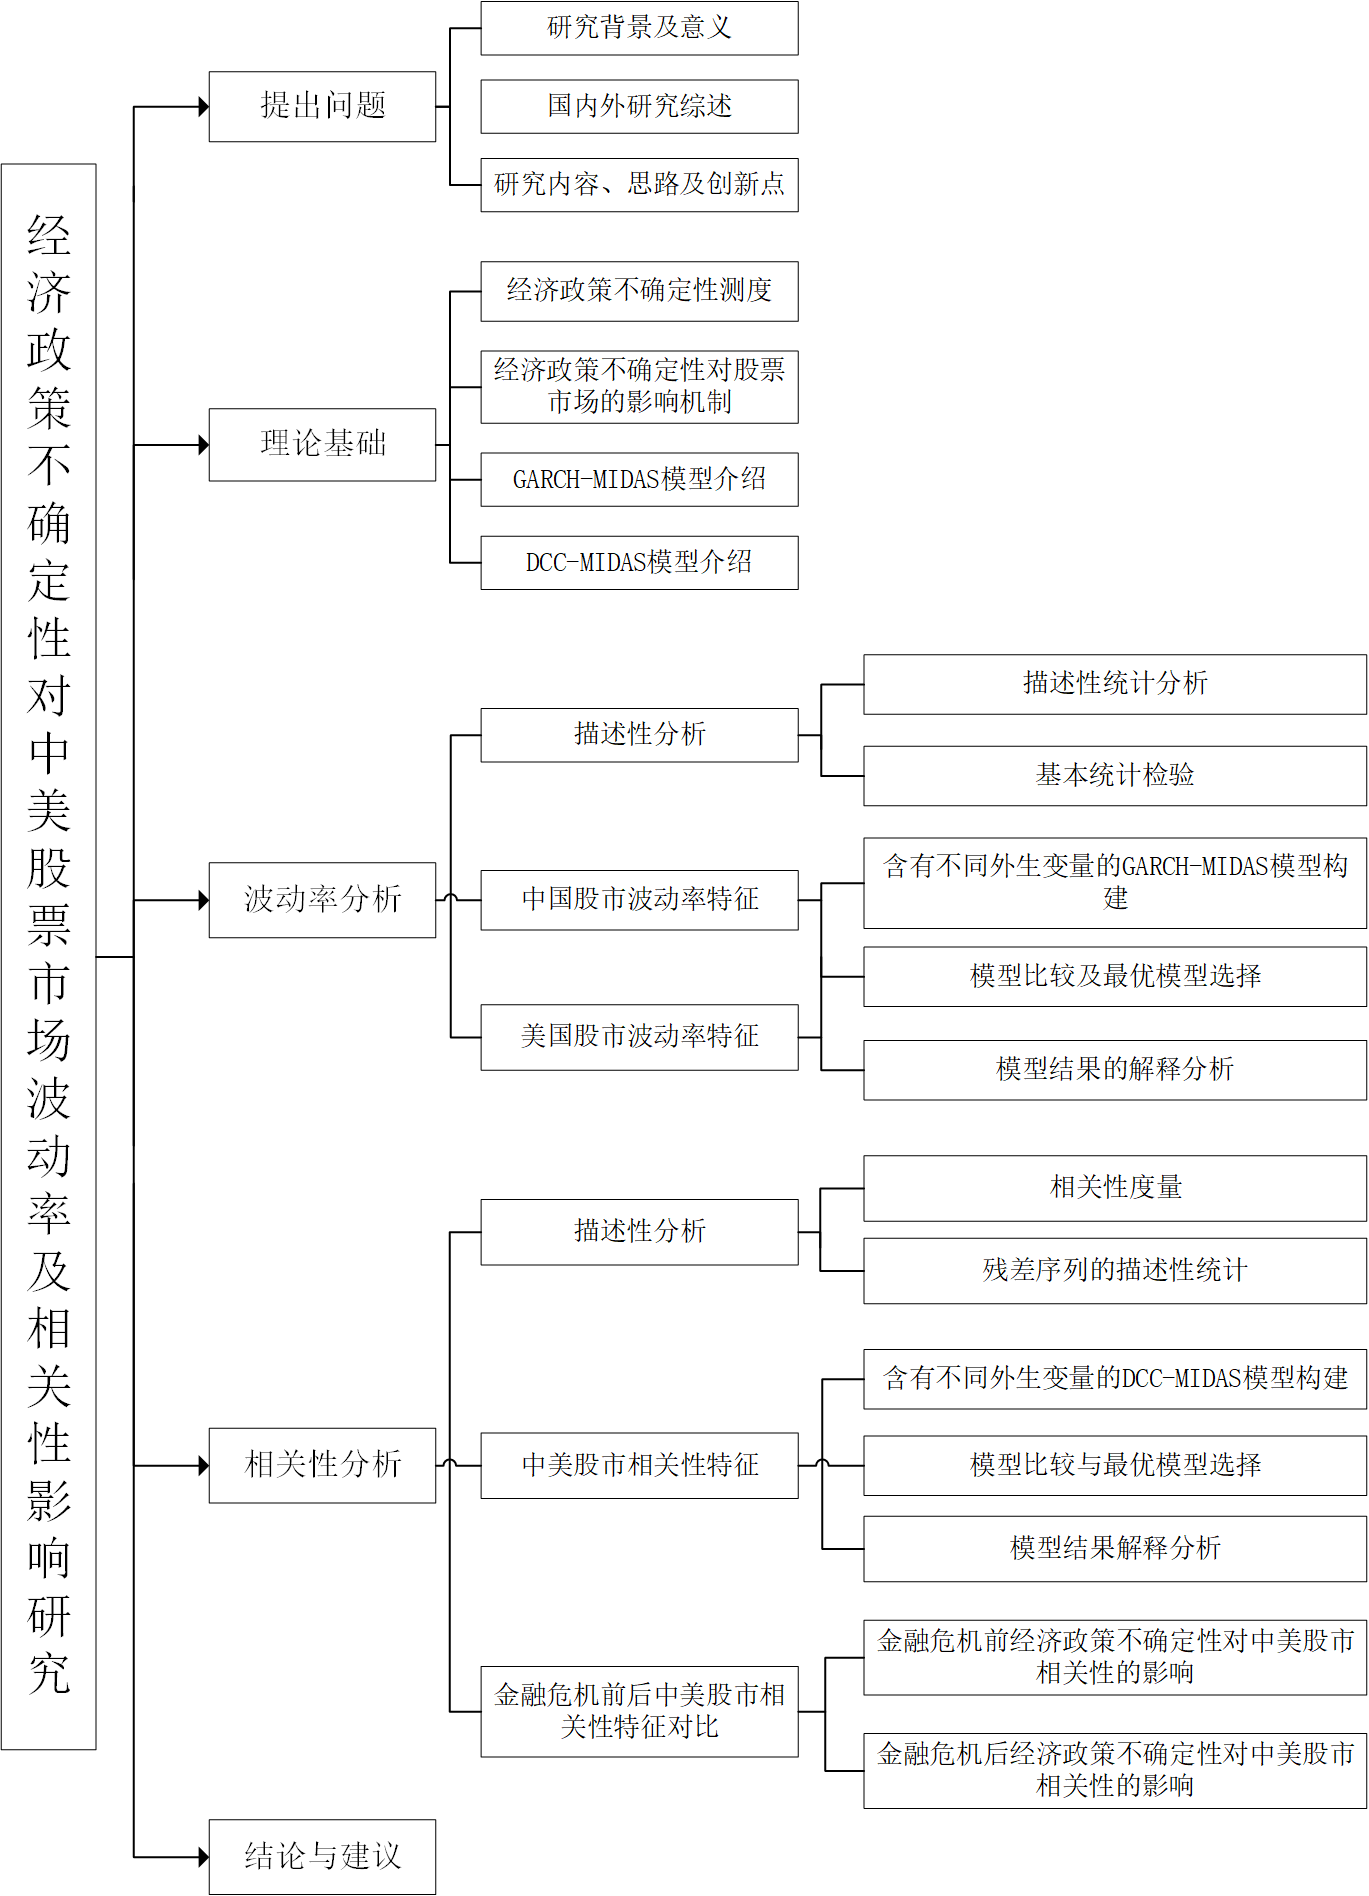 经济政策不确定性对中美股票市场波动率及相关性影响研究
提出问题
研究背景及意义
国内外研究综述
研究内容、思路及创新点
理论基础
经济政策不确定性测度
经济政策不确定性对股票
市场的影响机制
GARCH-MIDAS模型介绍
DCC-MIDAS模型介绍
波动率分析
描述性分析
描述性统计分析
基本统计检验
中国股市波动率特征
美国股市波动率特征
含有不同外生变量的GARCH-MIDAS模型构
建
模型比较及最优模型选择
模型结果的解释分析
相关性分析
描述性分析
相关性度量
残差序列的描述性统计
中美股市相关性特征
含有不同外生变量的DCC-MIDAS模型构建
模型比较与最优模型选择
模型结果解释分析
金融危机前后中美股市相
关性特征对比
金融危机前经济政策不确定性对中美股市
相关性的影响
金融危机后经济政策不确定性对中美股市
相关性的影响
结论与建议